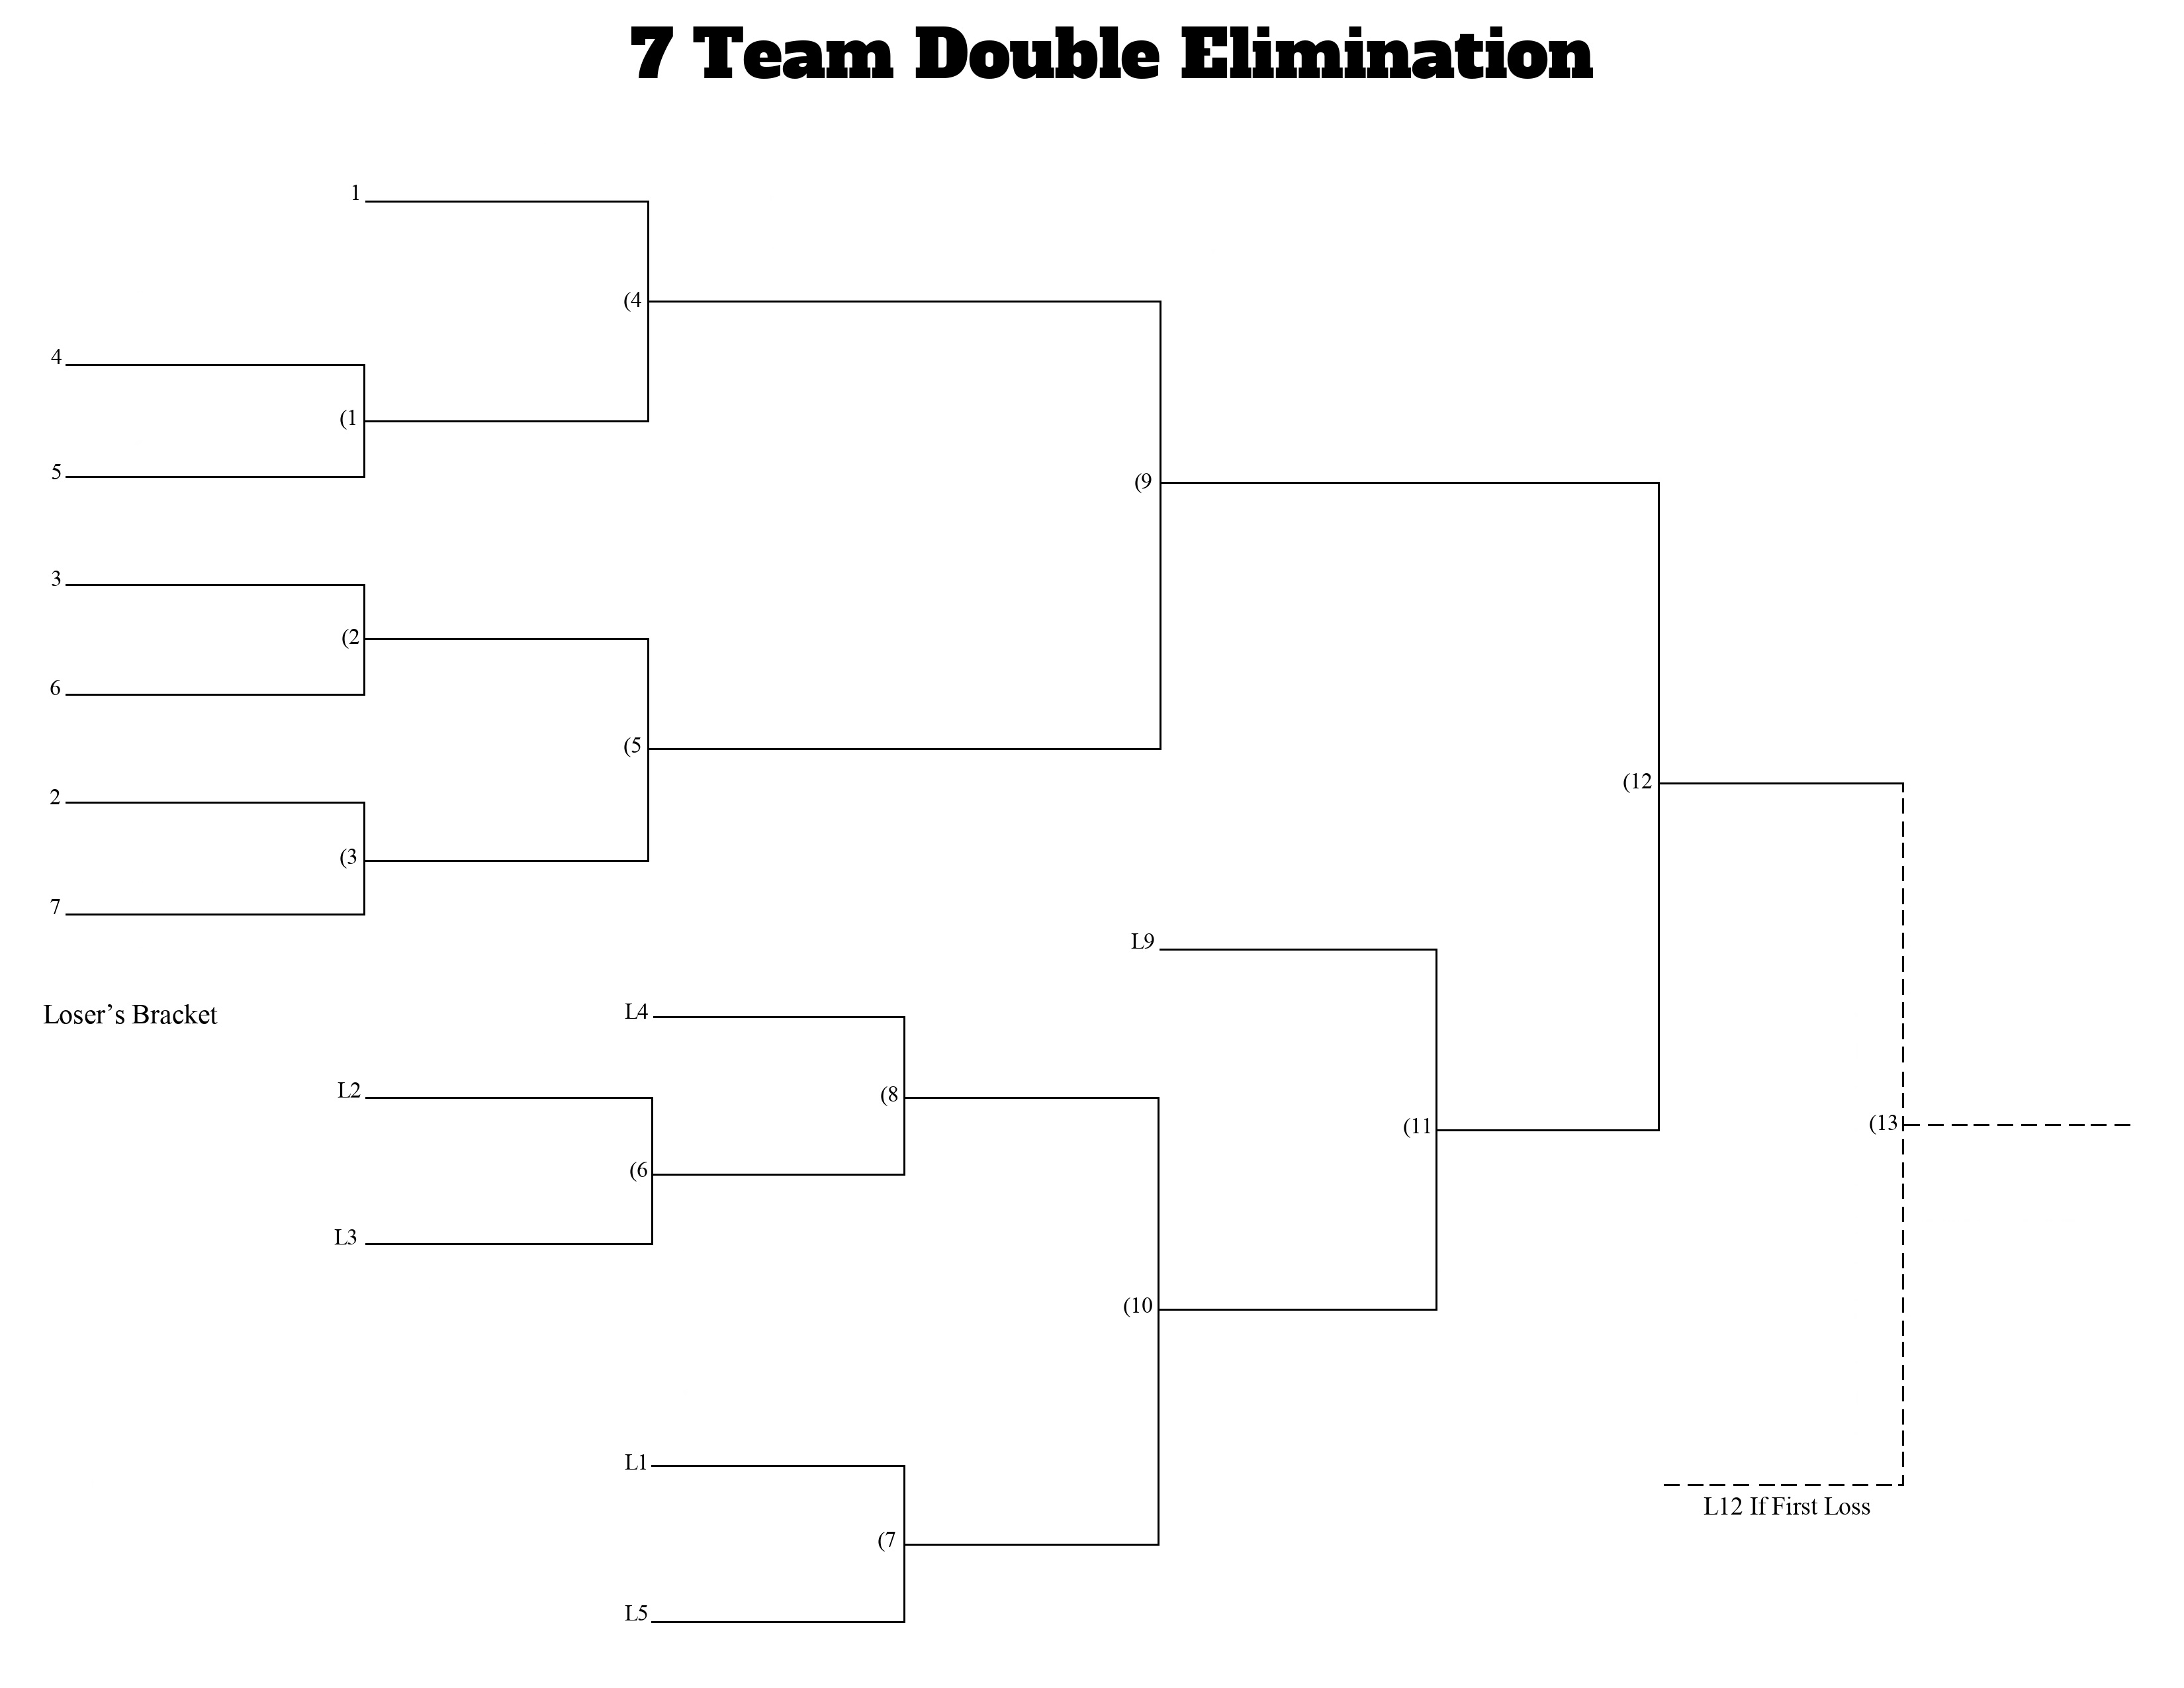 7 Team Double Elimination
1
(4
4
(1
5
(9
3
(2
6
(5
2
(12
(3
7
L9
Loser’s Bracket
L4
L2
(8
(11
(13
(6
L3
(10
L1
L12 If First Loss
(7
L5